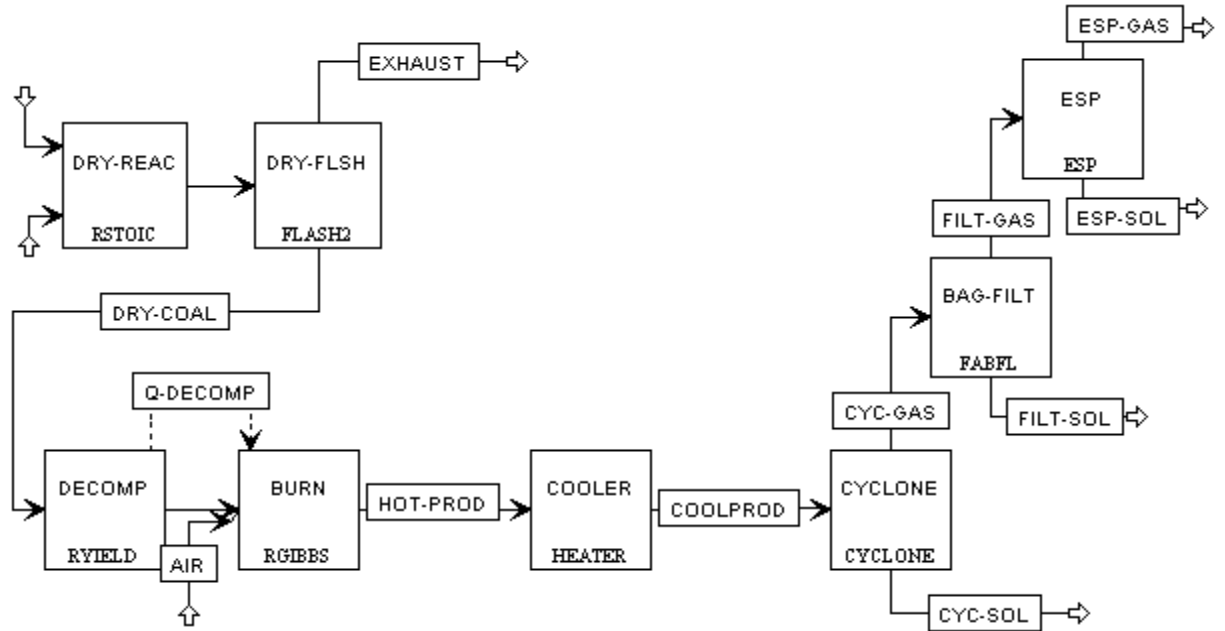 ESP-GAS
EXHAUST
ESP
ESP
DRY-REAC
RSTOIC
DRY-FLSH
FLASH2
ESP-SOL
FILT-GAS
DRY-COAL
BAG-FILT
FABFL
Q-DECOMP
CYC-GAS
FILT-SOL
DECOMP
RYIELD
AIR
BURN
RGIBBS
HOT-PROD
COOLER
HEATER
COOLPROD
CYCLONE
CYCLONE
CYC-SOL